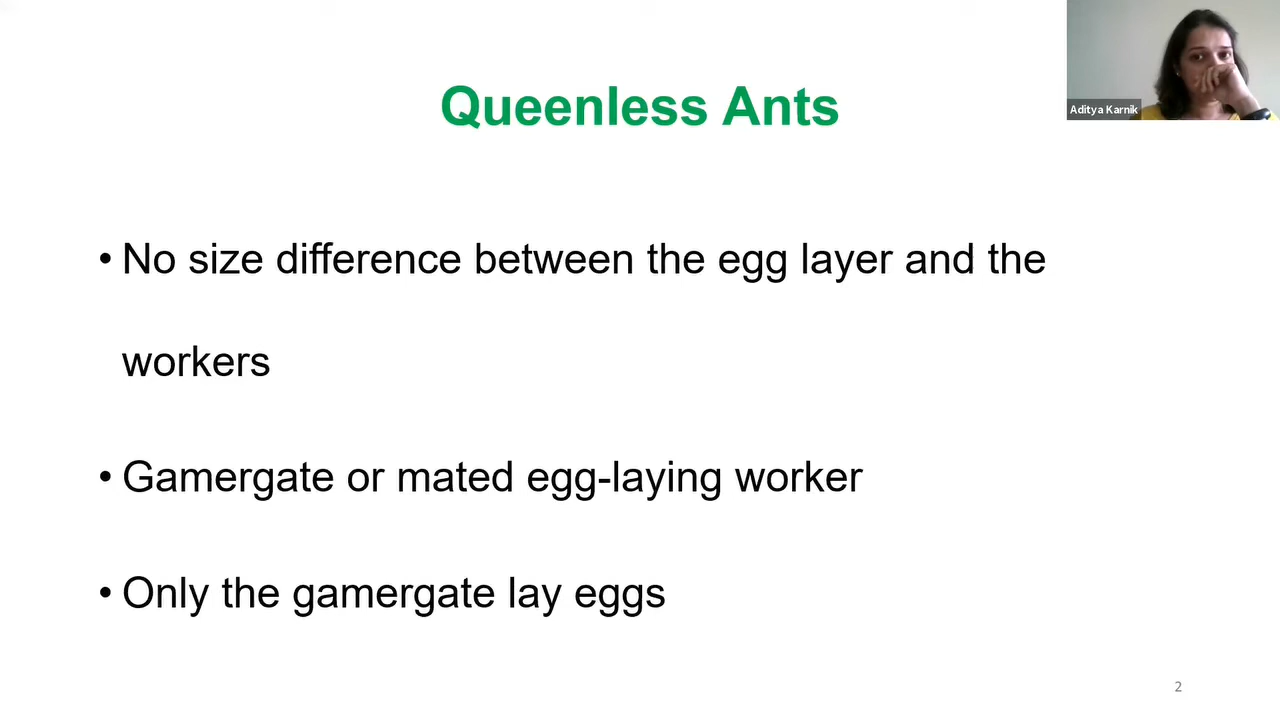 Queenless Ants
Aditya Karnik
• No size difference between the egg layer and the
workers
• Gamergate or mated egg-laying worker
• Only the gamergate lay eggs
2